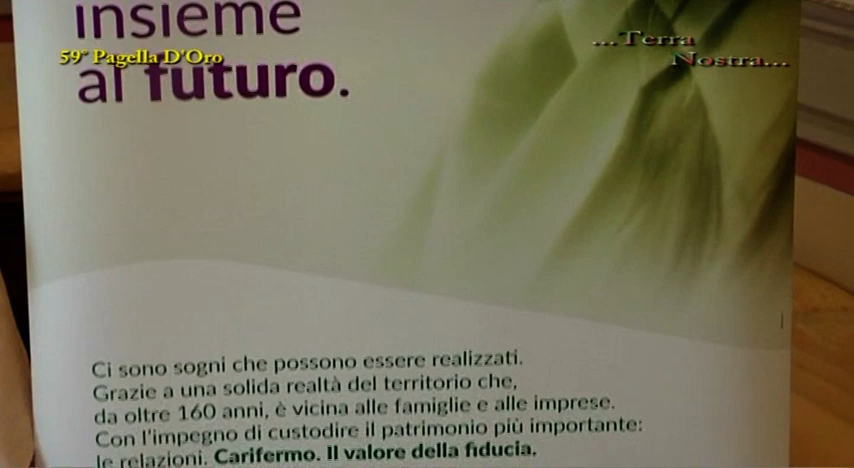 insieme
59° Pagella D'Oro
al futuro.
...Terra
Nostra...
Ci sono sogni che possono essere realizzati.
Grazie a una solida realtà del territorio che,
da oltre 160 anni, è vicina alle famiglie e alle imprese.
Con l'impegno di custodire il patrimonio più importante:
le relazioni. Carifermo. Il valore della fiducia.